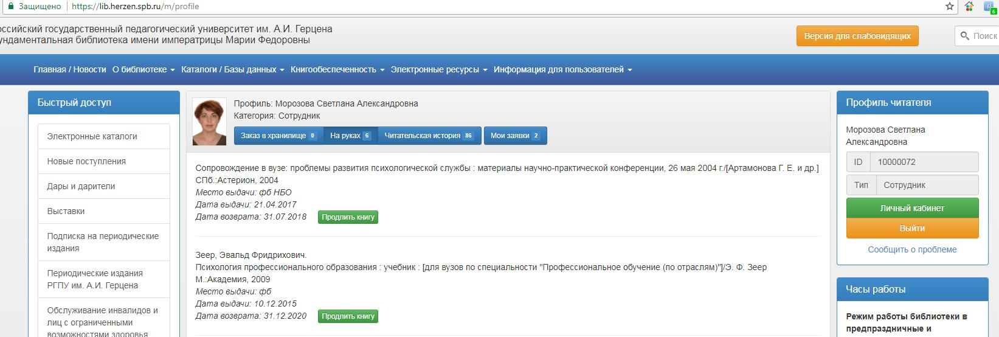 Защищено https://lib.herzen.spb.ru/m/profile
6
оссийский государственный педагогический университет им. А.И. Герцена
ундаментальная библиотека имени императрицы Марии Федоровны
Версия для слабовидящих
Поиск
Главная / Новости О библиотеке Каталоги / Базы данных Книгообеспеченность Электронные ресурсы Информация для пользователей
Быстрый доступ
Электронные каталоги
Новые поступления
Дары и дарители
Выставки
Подписка на периодические
издания
Периодические издания
РГПУ им. А.И. Герцена
Обслуживание инвалидов и
лиц с ограниченными
возможностями здоровья
Профиль: Морозова Светлана Александровна
Категория: Сотрудник
Заказ в хранилище 0 На руках 6 Читательская история 86 Мои заявки 2
Сопровождение в вузе: проблемы развития психологической службы : материалы научно-практической конференции, 26 мая 2004 г./[Артамонова Г. Е. и др.]
СПб.:Астерион, 2004
Место выдачи: фб НБО
Дата выдачи: 21.04.2017
Дата возврата: 31.07.2018 Продлить книгу
Зеер, Эвальд Фридрихович.
Психология профессионального образования : учебник : [для вузов по специальности "Профессиональное обучение (по отраслям)"]/Э. Ф. Зеер
М.:Академия, 2009
Место выдачи: фб
Дата выдачи: 10.12.2015
Дата возврата: 31.12.2020 Продлить книгу
Профиль читателя
Морозова Светлана
Александровна
ID 10000072
Тип Сотрудник
Личный кабинет
Выйти
Сообщить о проблеме
Часы работы
Режим работы библиотеки в
предпраздничные и